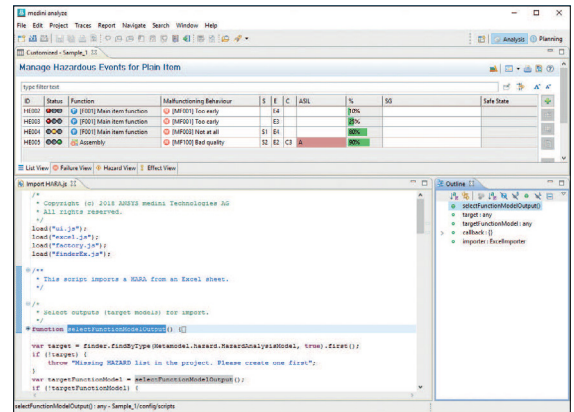 medini analyze
File Edit Project Traces Report Navigate Search Window Help
Analysis Planning
Customised - Sample_1
Manage Hazardous Events for Plain Item
type filter text
ID Status Function Malfunctioning Behaviour S E C ASIL % SG Safe State
HE002 [F001] Main item function [MF001] Too early E4 10%
HE003 [F001] Main item function [MF001] Too early E3 25%
HE004 [F001] Main item function [MF003] Not at all S1 E4 80%
HE005 Assembly [MF100] Bad quality S2 E2 C3 A 90%
List View Failure View Hazard View Effect View
Import HARA.js
/*
* Copyright (c) 2018 ANSYS medini Technologies AG
* All rights reserved.
*/
load("ui.js");
load("excel.js");
load("factory.js");
load("finderEx.js");
/**
* This script imports a HARA from an Excel sheet.
*/
/*
* Select outputs (target models) for import.
*/
function selectFunctionModelOutput() {
var target = finder.findByType(Metamodel.hazard.HazardAnalysisModel, true).first();
if (!target) {
throw "Missing HAZARD list in the project. Please create one first";
}
var targetFunctionModel = selectFunctionModelOutput();
if (!targetFunctionModel) {
Outline
selectFunctionModelOutput()
target : any
targetFunctionModel : any
callback : {}
importer : ExcelImporter
selectFunctionModelOutput() : any - Sample_1/config/scripts